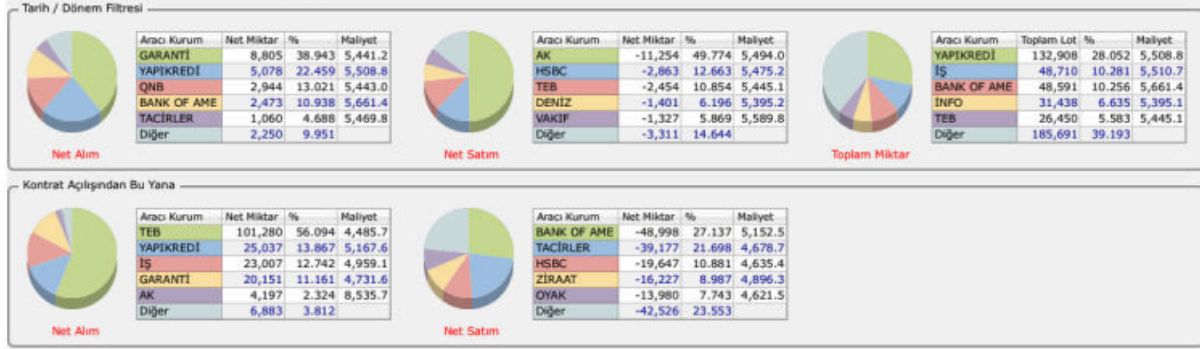 Tarih / Dönem Filtresi
Aracı Kurum Net Miktar % Maliyet
GARANTİ 8,805 38.943 5,441.2
YAPIKREDİ 5,078 22.459 5,508.8
QNB 2,944 13.021 5,443.0
BANK OF AME 2,473 10.938 5,661.4
TACİRLER 1,060 4.688 5,469.8
Diğer 2,250 9.951
Net Alım
Aracı Kurum Net Miktar % Maliyet
AK -11,254 49.774 5,494.0
HSBC -2,863 12.663 5,475.2
TEB -2,454 10.854 5,445.1
DENİZ -1,401 6.196 5,395.2
VAKIF -1,327 5.869 5,589.8
Diğer -3,311 14.644
Net Satım
Aracı Kurum Toplam Lot % Maliyet
YAPIKREDİ 132,908 28.052 5,508.8
İŞ 48,710 10.281 5,510.7
BANK OF AME 48,591 10.256 5,661.4
İNFO 31,438 6.635 5,395.1
TEB 26,450 5.583 5,445.1
Diğer 185,691 39.193
Toplam Miktar
Kontrat Açılışından Bu Yana
Aracı Kurum Net Miktar % Maliyet
TEB 101,280 56.094 4,485.7
YAPIKREDİ 25,037 13.867 5,167.6
İŞ 23,007 12.742 4,959.1
GARANTİ 20,151 11.161 4,731.6
AK 4,197 2.324 8,535.7
Diğer 6,883 3.812
Net Alım
Aracı Kurum Net Miktar % Maliyet
BANK OF AME -48,998 27.137 5,152.5
TACİRLER -39,177 21.698 4,678.7
HSBC -19,647 10.881 4,635.4
ZİRAAT -16,227 8.987 4,896.3
OYAK -13,980 7.743 4,621.5
Diğer -42,526 23.553
Net Satım